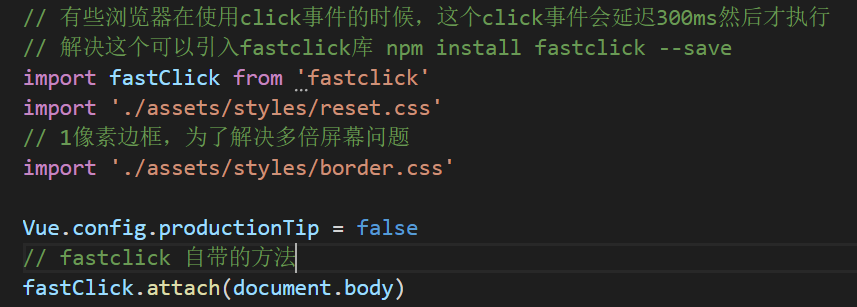 // 有些浏览器在使用click事件的时候，这个click事件会延迟300ms然后才执行
// 解决这个可以引入fastclick库 npm install fastclick --save
import fastClick from 'fastclick'
import './assets/styles/reset.css'
// 1像素边框，为了解决多倍屏幕问题
import './assets/styles/border.css'
Vue.config.productionTip = false
// fastclick 自带的方法
fastClick.attach(document.body)